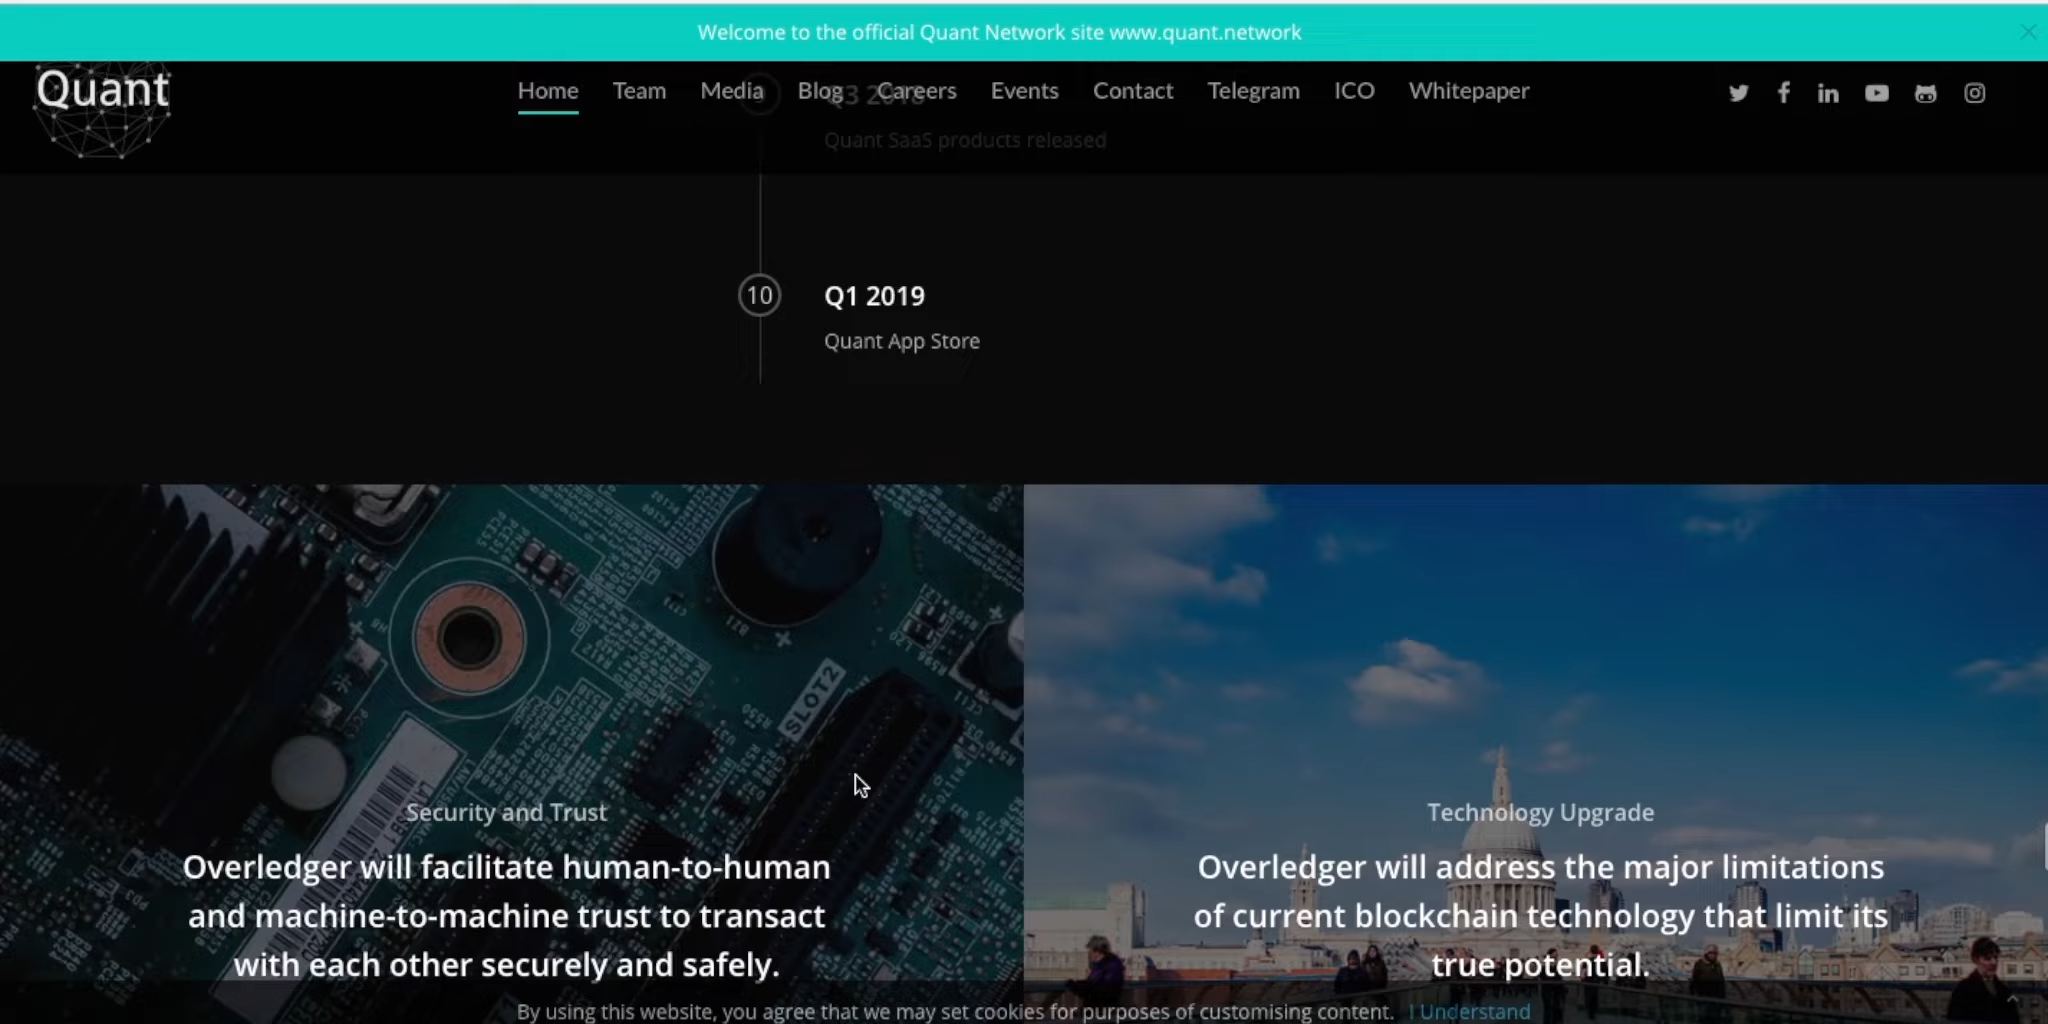 Welcome to the official Quant Network site www.quant.network
Quant
Home Team Media Blog Careers Events Contact Telegram ICO Whitepaper
Q3 2018
Quant SaaS products released
10
Q1 2019
Quant App Store
SLOT2
Security and Trust
Overledger will facilitate human-to-human
and machine-to-machine trust to transact
with each other securely and safely.
Technology Upgrade
Overledger will address the major limitations
of current blockchain technology that limit its
true potential.
By using this website, you agree that we may set cookies for purposes of customising content. I Understand